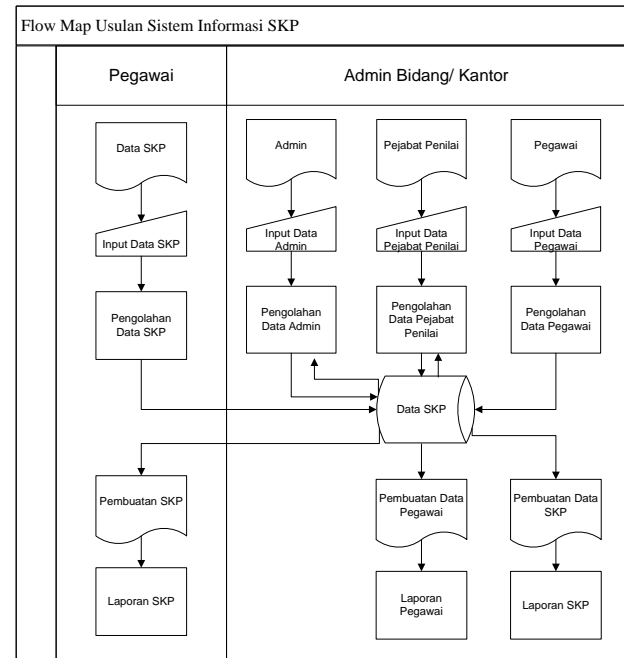 Flow Map Usulan Sistem Informasi SKP
Pegawai
Admin Bidang/ Kantor
Data SKP
Admin
Pejabat Penilai
Pegawai
Input Data SKP
Input Data
Admin
Input Data
Pejabat Penilai
Input Data
Pegawai
Pengolahan
Data SKP
Pengolahan
Data Admin
Pengolahan
Data Pejabat
Penilai
Pengolahan
Data Pegawai
Data SKP
Pembuatan SKP
Pembuatan Data
Pegawai
Pembuatan Data
SKP
Laporan SKP
Laporan
Pegawai
Laporan SKP